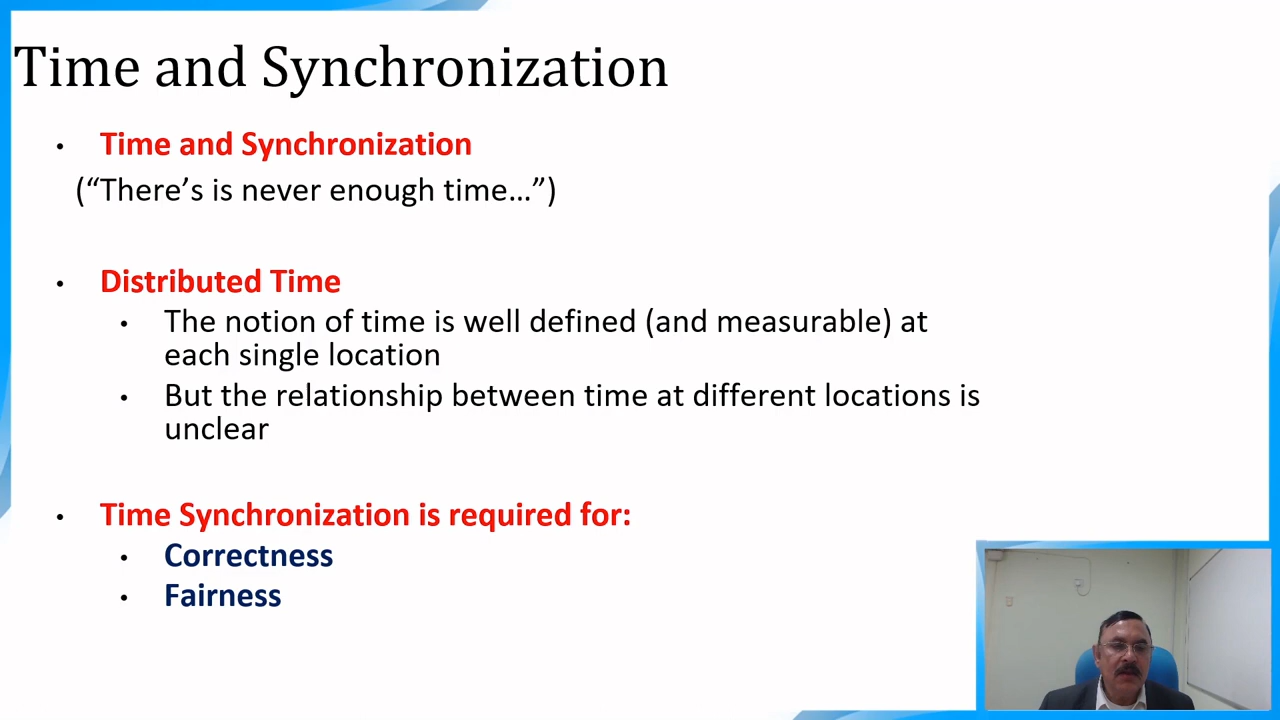 Time and Synchronization
• Time and Synchronization
(“There’s is never enough time…”)
• Distributed Time
• The notion of time is well defined (and measurable) at
each single location
• But the relationship between time at different locations is
unclear
• Time Synchronization is required for:
• Correctness
• Fairness